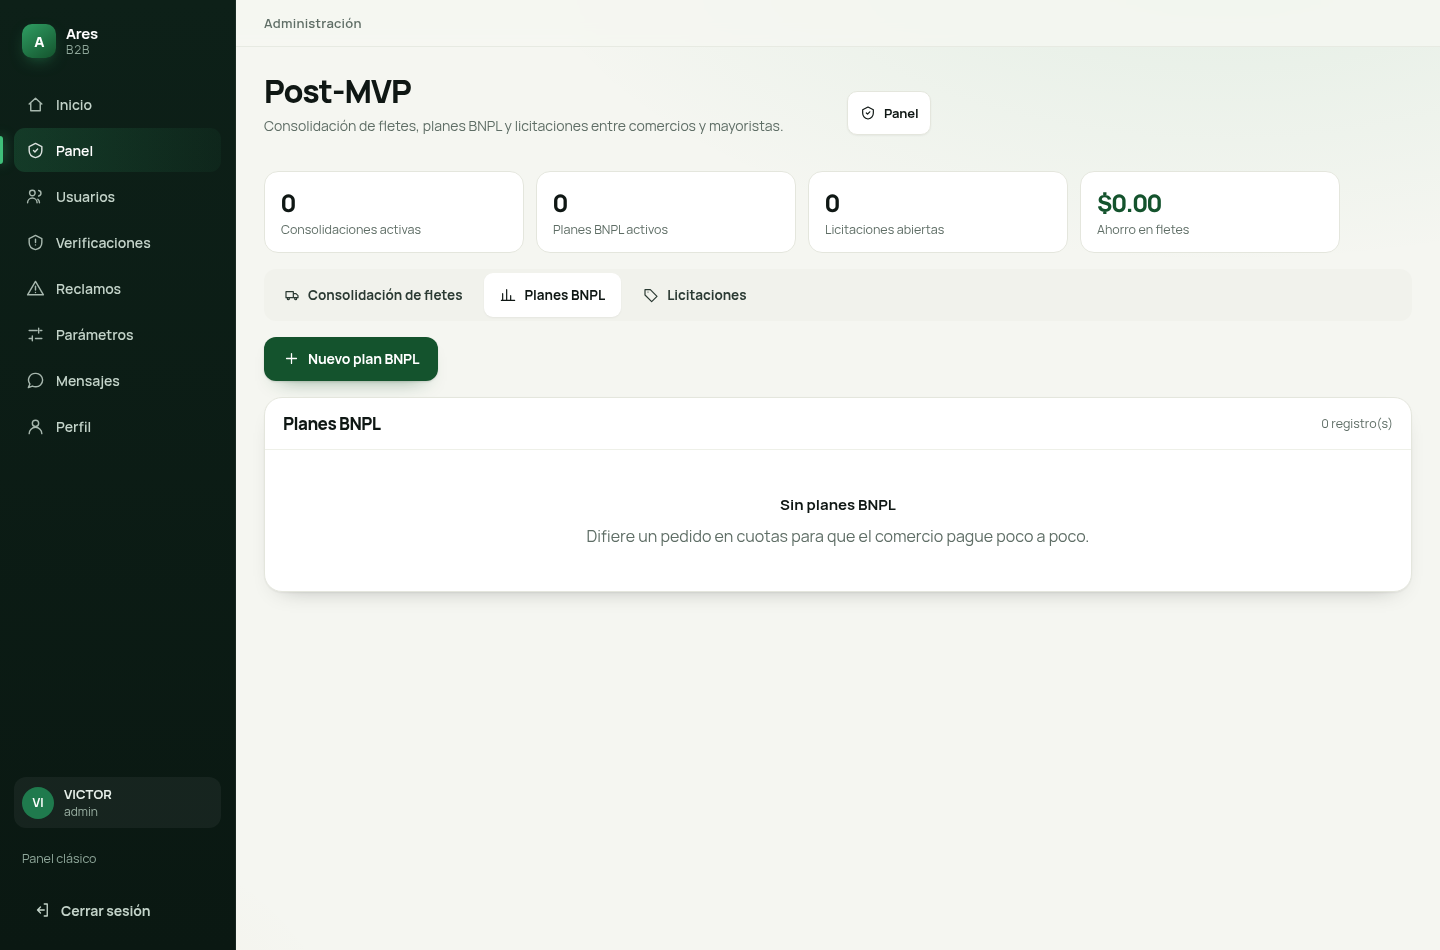 A
Ares
B2B
Inicio
Panel
Usuarios
Verificaciones
Reclamos
Parámetros
Mensajes
Perfil
VI
VICTOR
admin
Panel clásico
Cerrar sesión
Administración
Post-MVP
Consolidación de fletes, planes BNPL y licitaciones entre comercios y mayoristas.
Panel
0
Consolidaciones activas
0
Planes BNPL activos
0
Licitaciones abiertas
$0.00
Ahorro en fletes
Consolidación de fletes
Planes BNPL
Licitaciones
Nuevo plan BNPL
Planes BNPL
0 registro(s)
Sin planes BNPL
Difiere un pedido en cuotas para que el comercio pague poco a poco.